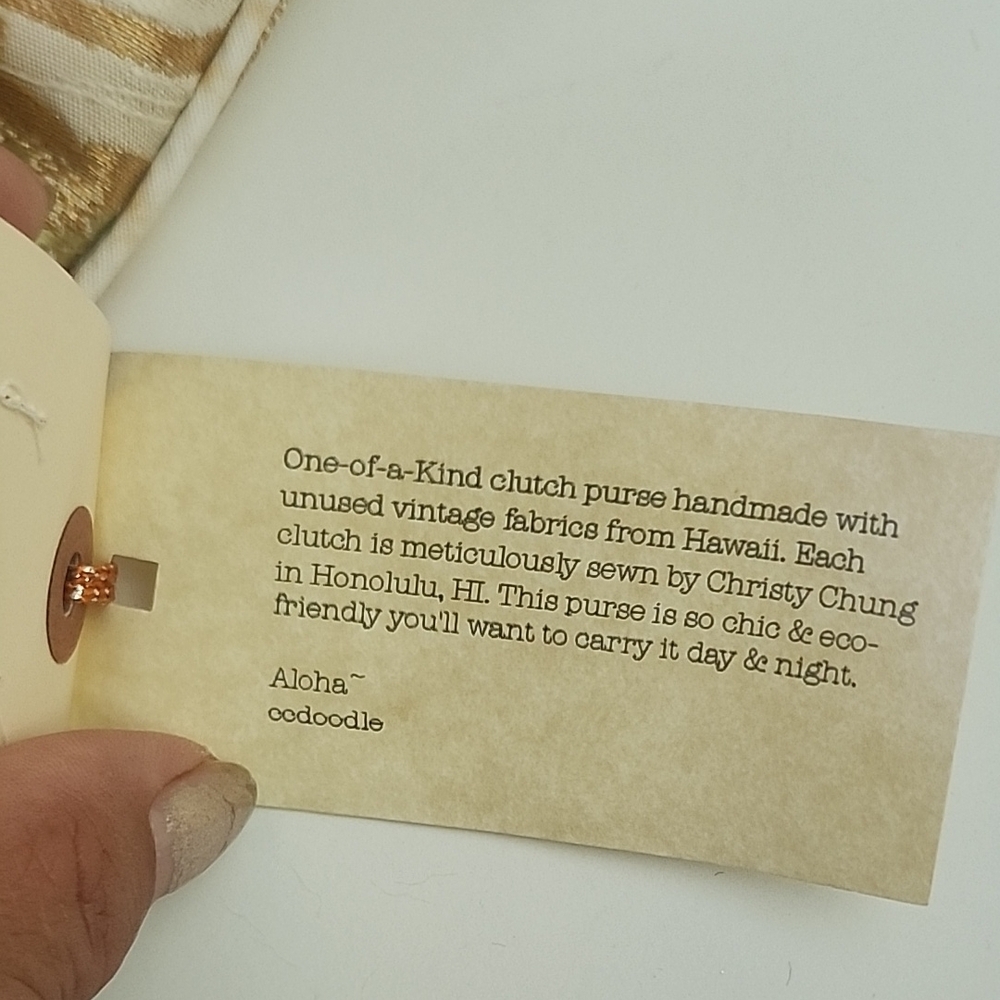 One-of-a-Kind clutch purse handmade with
unused vintage fabrics from Hawaii. Each
clutch is meticulously sewn by Christy Chung
in Honolulu, HI. This purse is so chic & eco-
friendly you'll want to carry it day & night.
Aloha~
ccdoodle